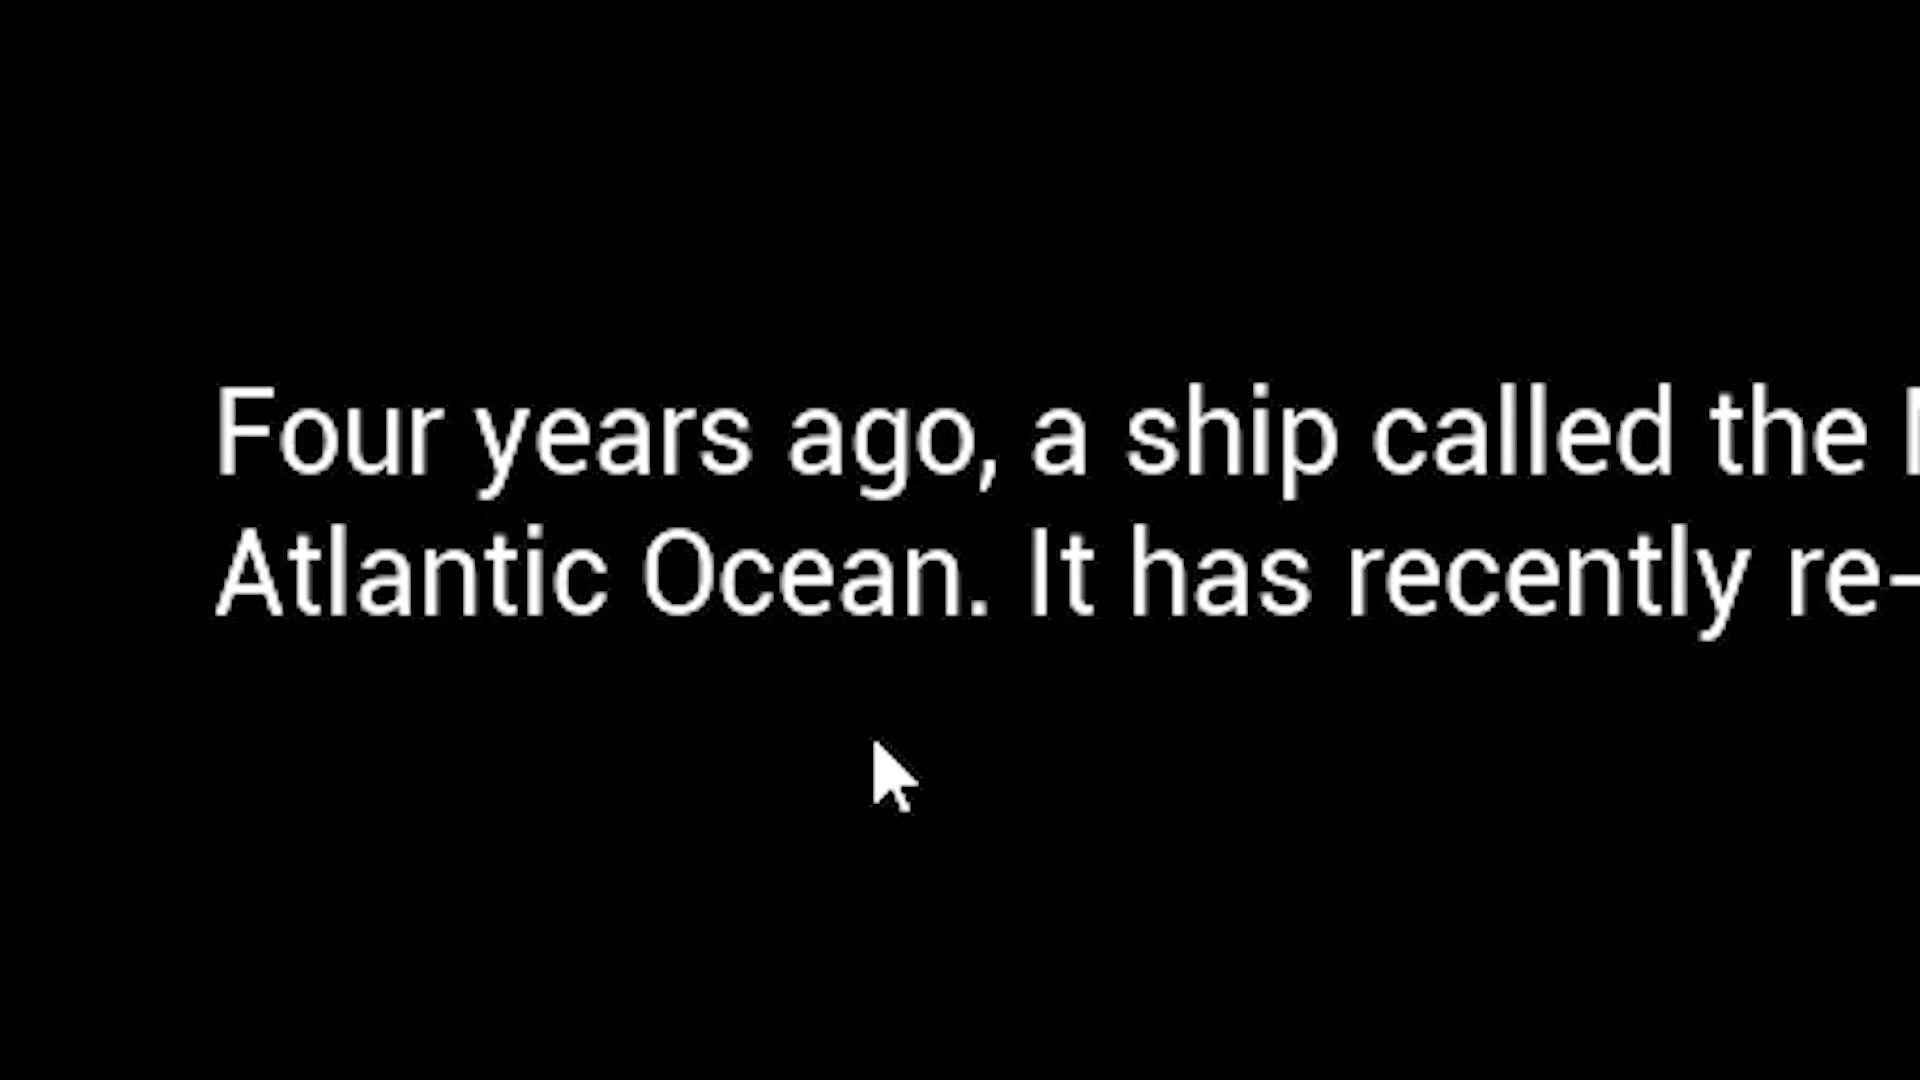 Four years ago, a ship called the
Atlantic Ocean. It has recently re-